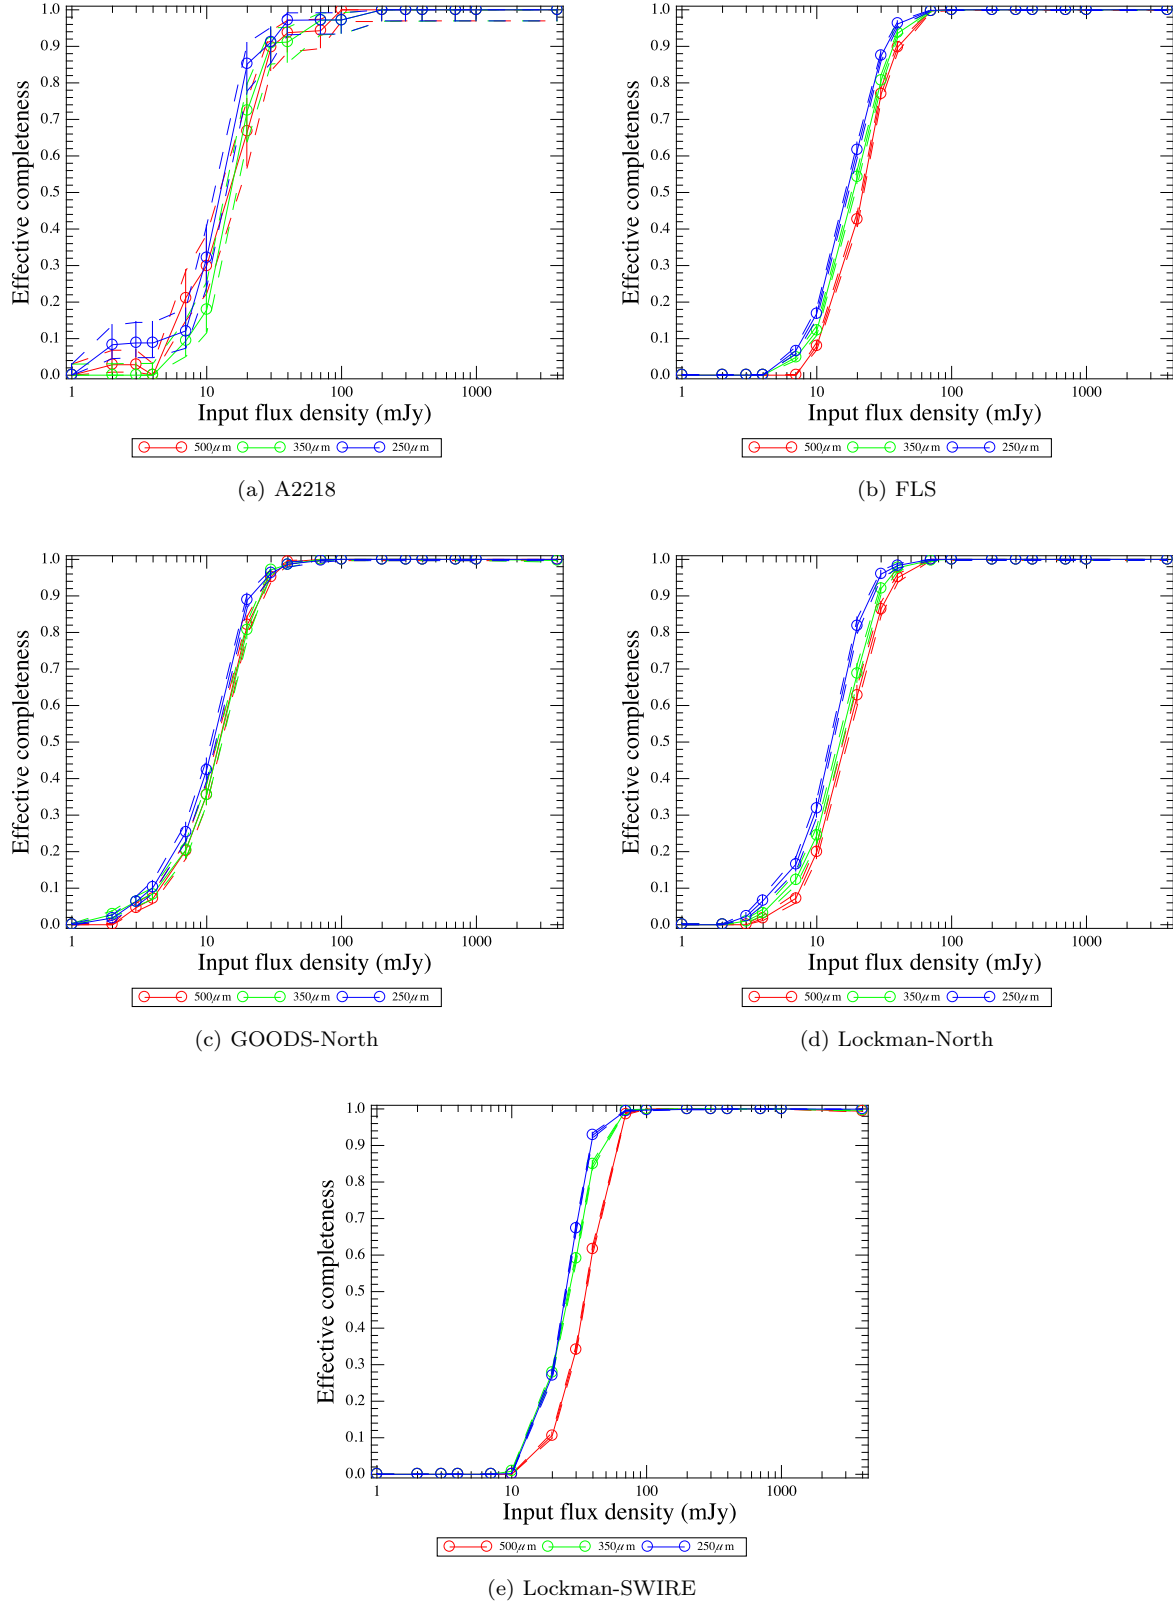 1.0
0.9
0.8
0.7
0.6
0.5
0.4
0.3
0.2
0.1
0.0
Effective completeness
1 10 100 1000
Input flux density (mJy)
500μm 350μm 250μm
(a) A2218
1.0
0.9
0.8
0.7
0.6
0.5
0.4
0.3
0.2
0.1
0.0
Effective completeness
1 10 100 1000
Input flux density (mJy)
500μm 350μm 250μm
(b) FLS
1.0
0.9
0.8
0.7
0.6
0.5
0.4
0.3
0.2
0.1
0.0
Effective completeness
1 10 100 1000
Input flux density (mJy)
500μm 350μm 250μm
(c) GOODS-North
1.0
0.9
0.8
0.7
0.6
0.5
0.4
0.3
0.2
0.1
0.0
Effective completeness
1 10 100 1000
Input flux density (mJy)
500μm 350μm 250μm
(d) Lockman-North
1.0
0.9
0.8
0.7
0.6
0.5
0.4
0.3
0.2
0.1
0.0
Effective completeness
1 10 100 1000
Input flux density (mJy)
500μm 350μm 250μm
(e) Lockman-SWIRE